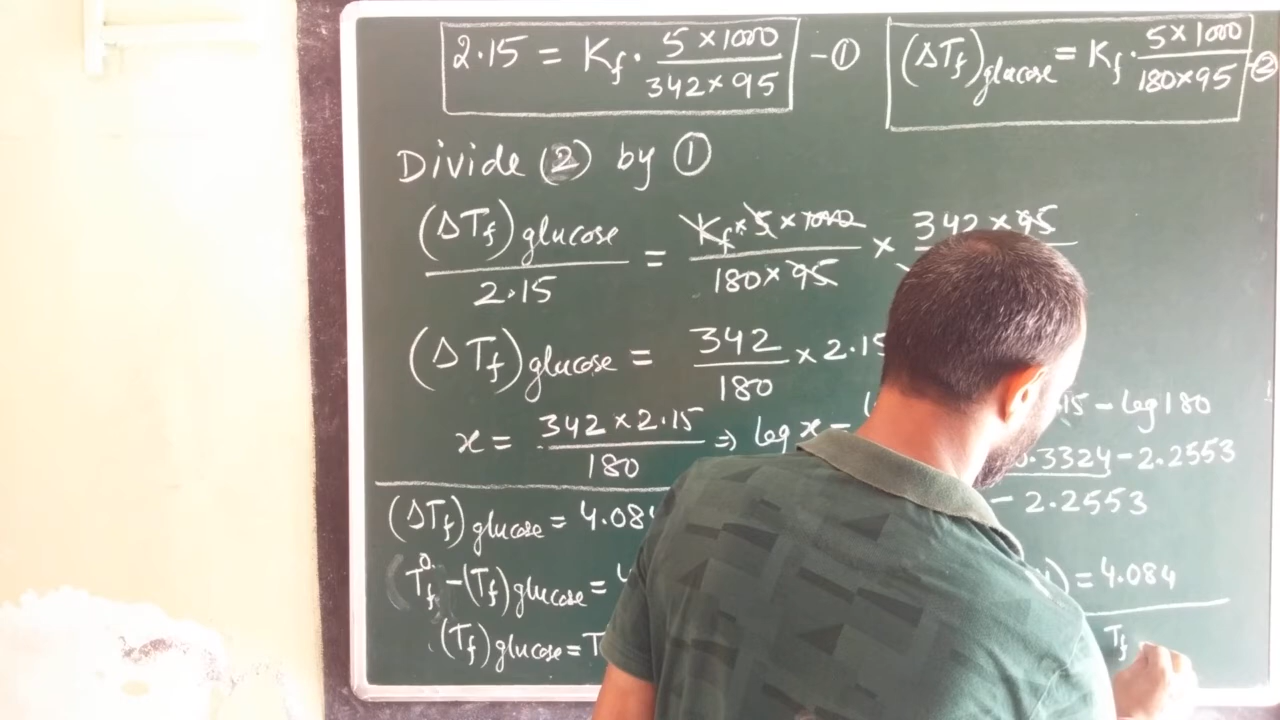 2.15 = Kf · 5 × 1000 / 342 × 95 – ①
(ΔTf)glucose = Kf · 5 × 1000 / 180 × 95 – ②
Divide (2) by ①
(ΔTf)glucose / 2.15 = Kf × 5 × 1000 / 180 × 95 × 342 × 95
(ΔTf)glucose = 342 / 180 × 2.15
x = 342 × 2.15 / 180 ⇒ log x = 15 – log 180
0.3324 – 2.2553
– 2.2553
(ΔTf)glucose = 4.084
) = 4.084
T°f – (Tf)glucose = 4
(Tf)glucose = T
Tf